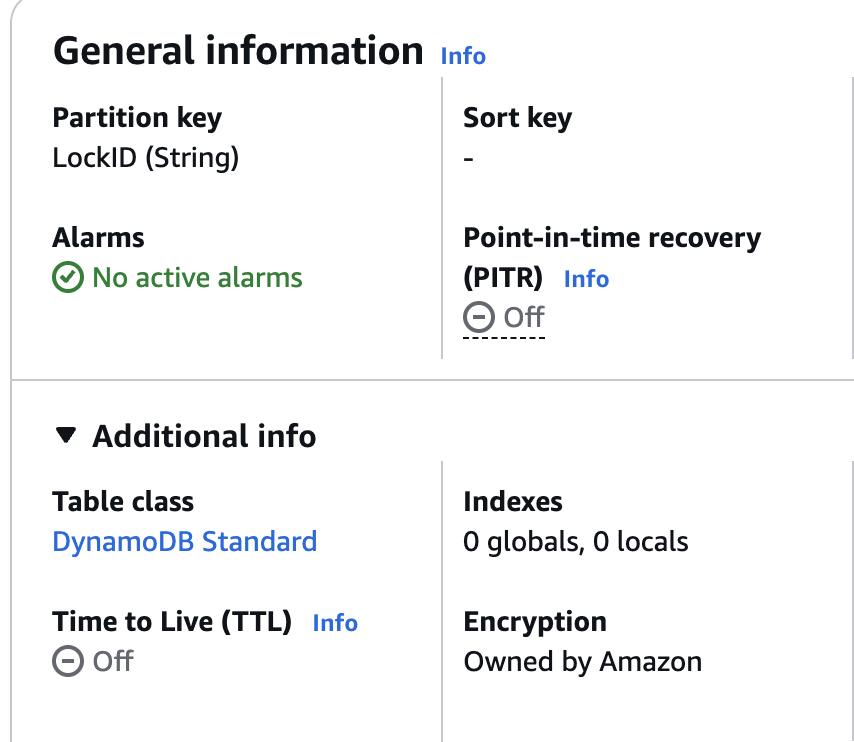 General information Info
Partition key
LockID (String)
Sort key
-
Alarms
No active alarms
Point-in-time recovery
(PITR) Info
Off
Additional info
Table class
DynamoDB Standard
Indexes
0 globals, 0 locals
Time to Live (TTL) Info
Off
Encryption
Owned by Amazon